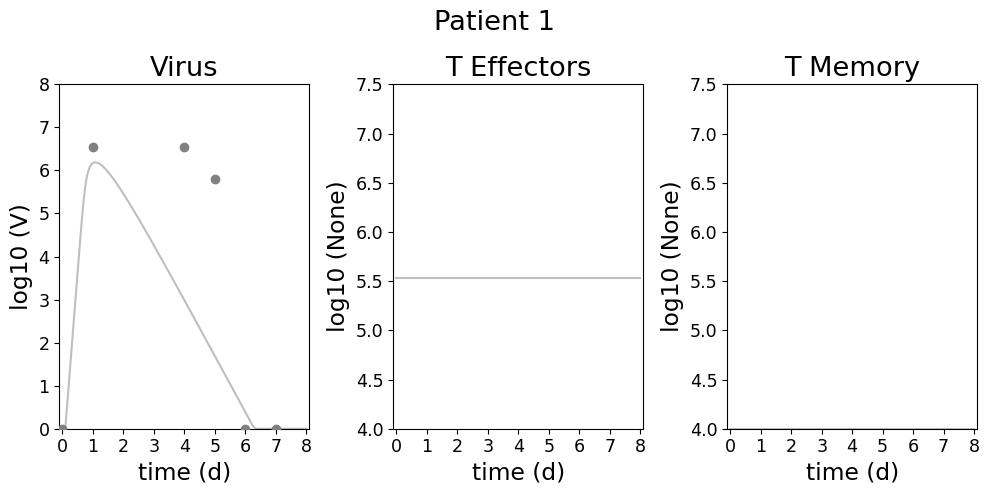 Patient 1
Virus
T Effectors
T Memory
log10 (V)
8
7
6
5
4
3
2
1
0
0 1 2 3 4 5 6 7 8
time (d)
log10 (None)
7.5
7.0
6.5
6.0
5.5
5.0
4.5
4.0
0 1 2 3 4 5 6 7 8
time (d)
log10 (None)
7.5
7.0
6.5
6.0
5.5
5.0
4.5
4.0
0 1 2 3 4 5 6 7 8
time (d)